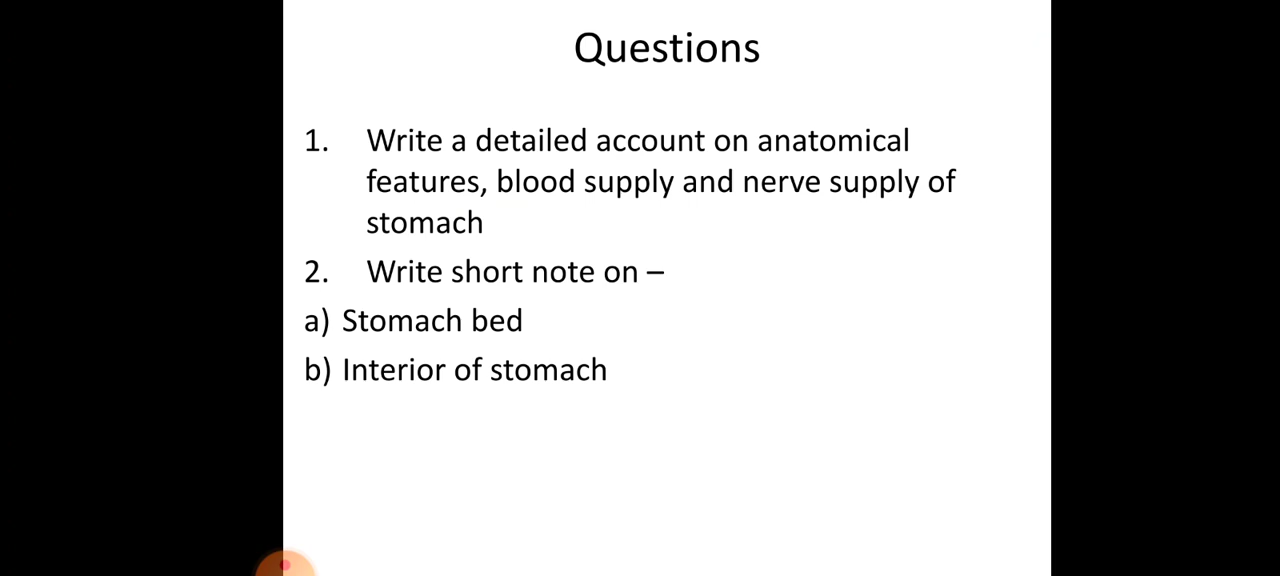 Questions
1. Write a detailed account on anatomical
features, blood supply and nerve supply of
stomach
2. Write short note on –
a) Stomach bed
b) Interior of stomach